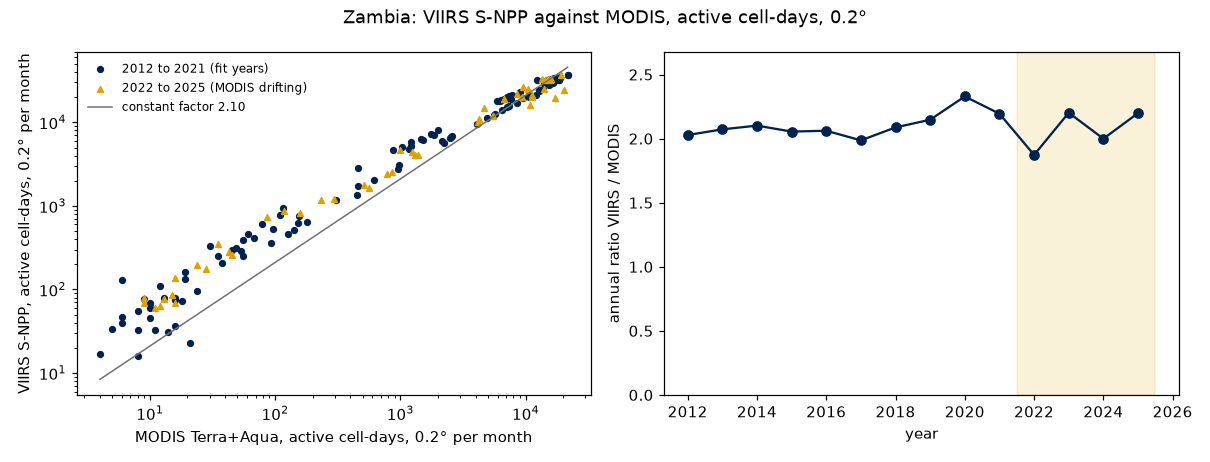 Zambia: VIIRS S-NPP against MODIS, active cell-days, 0.2°
2012 to 2021 (fit years)
2022 to 2025 (MODIS drifting)
constant factor 2.10
VIIRS S-NPP, active cell-days, 0.2° per month
10⁴
10³
10²
10¹
10¹ 10² 10³ 10⁴
MODIS Terra+Aqua, active cell-days, 0.2° per month
annual ratio VIIRS / MODIS
2.5
2.0
1.5
1.0
0.5
0.0
2012 2014 2016 2018 2020 2022 2024 2026
year